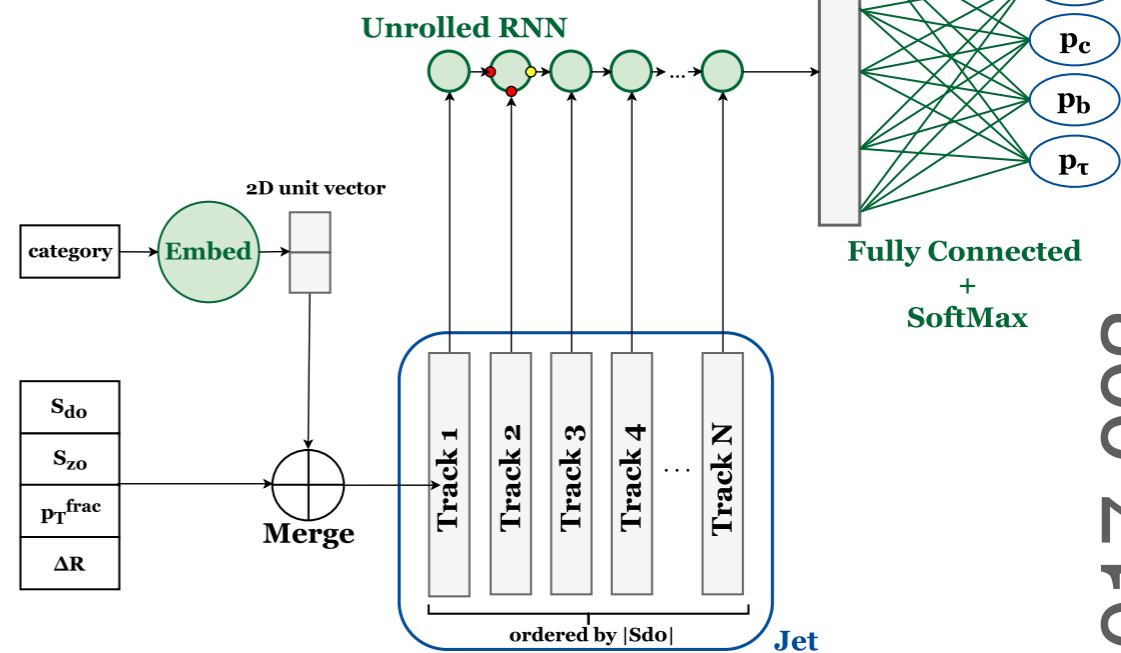 Unrolled RNN
...
p_c
p_b
p_τ
2D unit vector
category
Embed
Fully Connected
+
SoftMax
S_do
S_zo
p_T^frac
ΔR
Merge
Track 1
Track 2
Track 3
Track 4
...
Track N
ordered by |Sdo|
Jet